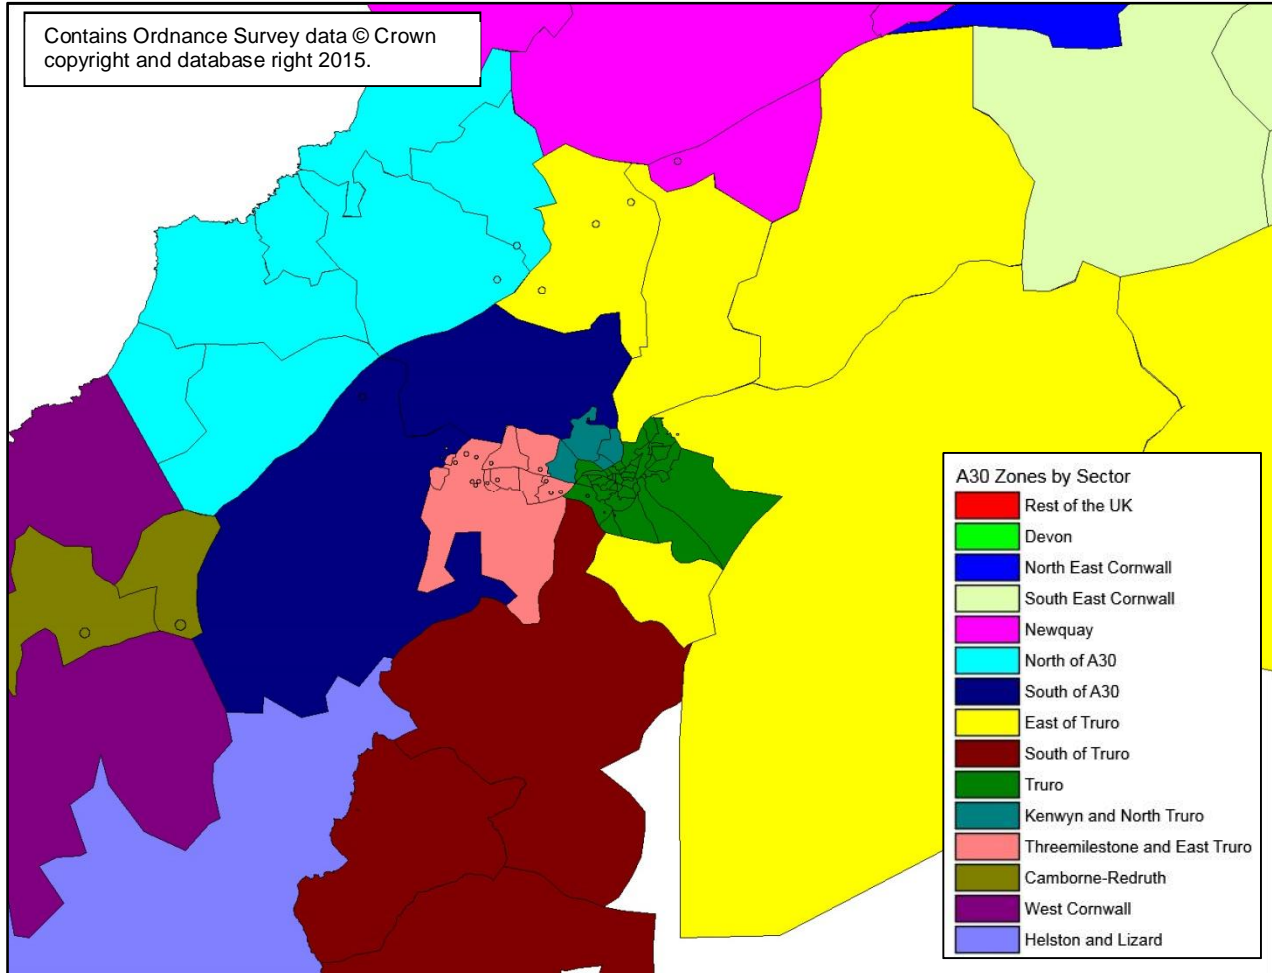 Contains Ordnance Survey data © Crown
copyright and database right 2015.
A30 Zones by Sector
Rest of the UK
Devon
North East Cornwall
South East Cornwall
Newquay
North of A30
South of A30
East of Truro
South of Truro
Truro
Kenwyn and North Truro
Threemilestone and East Truro
Camborne-Redruth
West Cornwall
Helston and Lizard